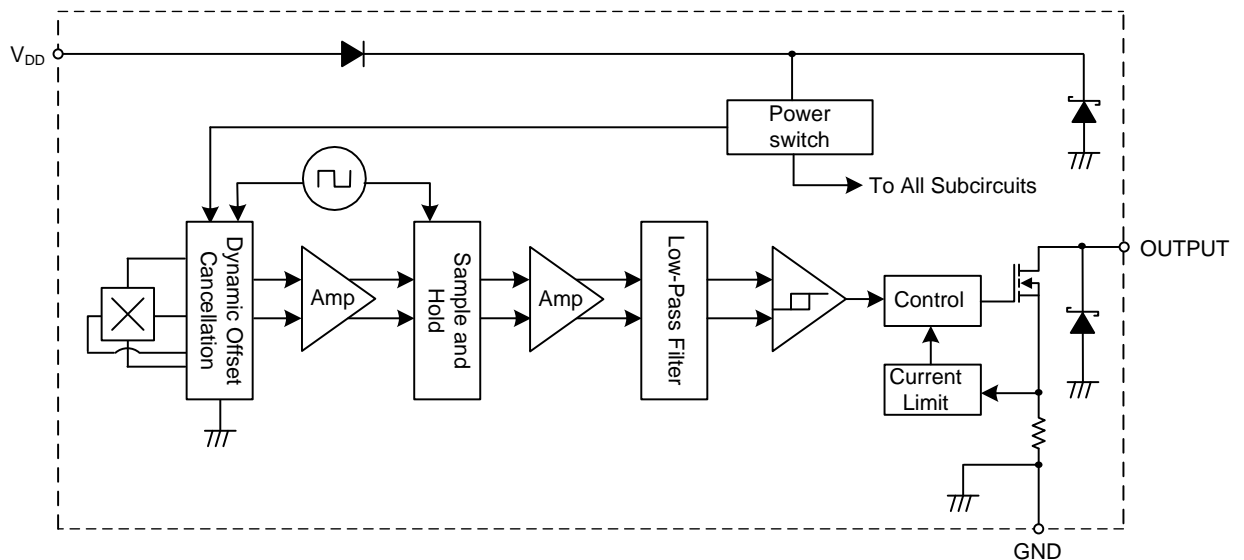 V_DD
Power
switch
To All Subcircuits
Dynamic Offset
Cancellation
Amp
Sample and
Hold
Amp
Low-Pass Filter
Control
Current
Limit
OUTPUT
GND